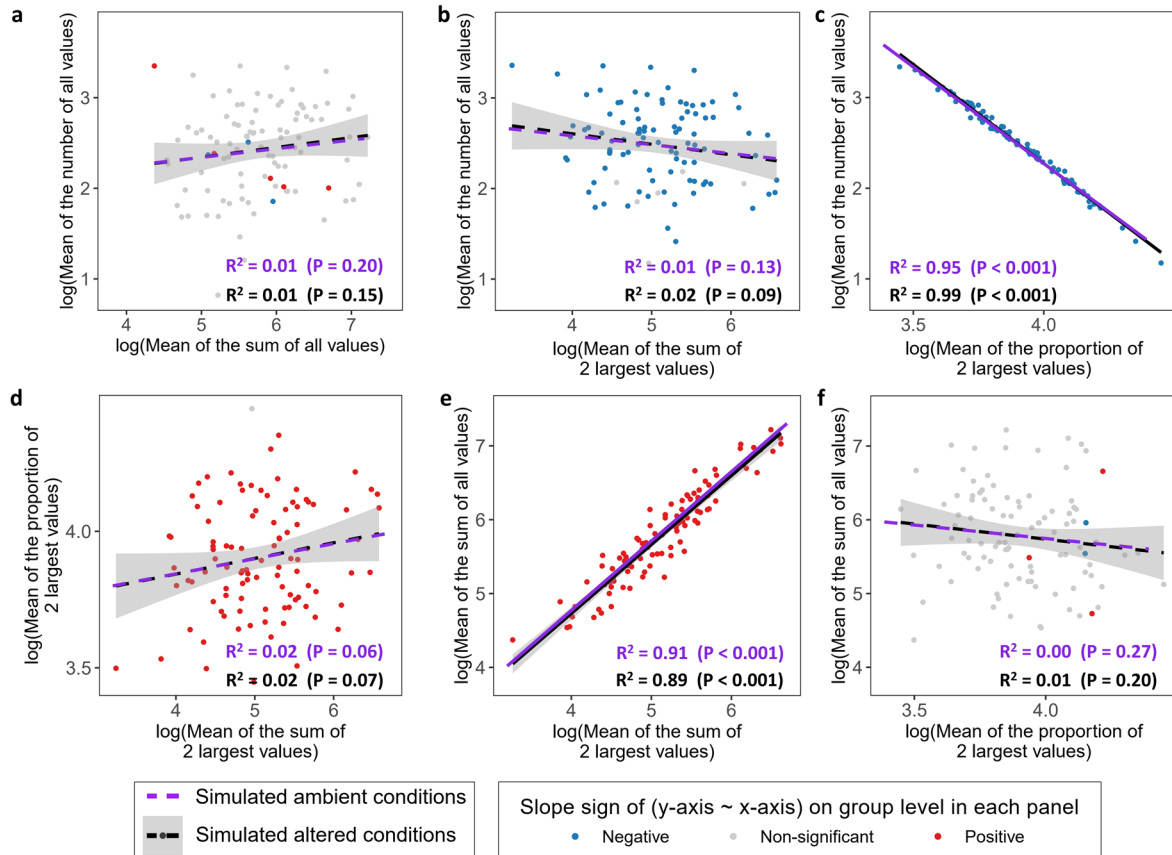 a
log(Mean of the number of all values)
3
2
1
R² = 0.01 (P = 0.20)
R² = 0.01 (P = 0.15)
4 5 6 7
log(Mean of the sum of all values)
b
log(Mean of the number of all values)
3
2
1
R² = 0.01 (P = 0.13)
R² = 0.02 (P = 0.09)
4 5 6
log(Mean of the sum of
2 largest values)
c
log(Mean of the number of all values)
3
2
1
R² = 0.95 (P < 0.001)
R² = 0.99 (P < 0.001)
3.5 4.0
log(Mean of the proportion of
2 largest values)
d
log(Mean of the proportion of
2 largest values)
4.0
3.5
R² = 0.02 (P = 0.06)
R² = 0.02 (P = 0.07)
4 5 6
log(Mean of the sum of
2 largest values)
e
log(Mean of the sum of all values)
7
6
5
4
R² = 0.91 (P < 0.001)
R² = 0.89 (P < 0.001)
4 5 6
log(Mean of the sum of
2 largest values)
f
log(Mean of the sum of all values)
7
6
5
4
R² = 0.00 (P = 0.27)
R² = 0.01 (P = 0.20)
3.5 4.0
log(Mean of the proportion of
2 largest values)
Simulated ambient conditions
Simulated altered conditions
Slope sign of (y-axis ~ x-axis) on group level in each panel
Negative Non-significant Positive